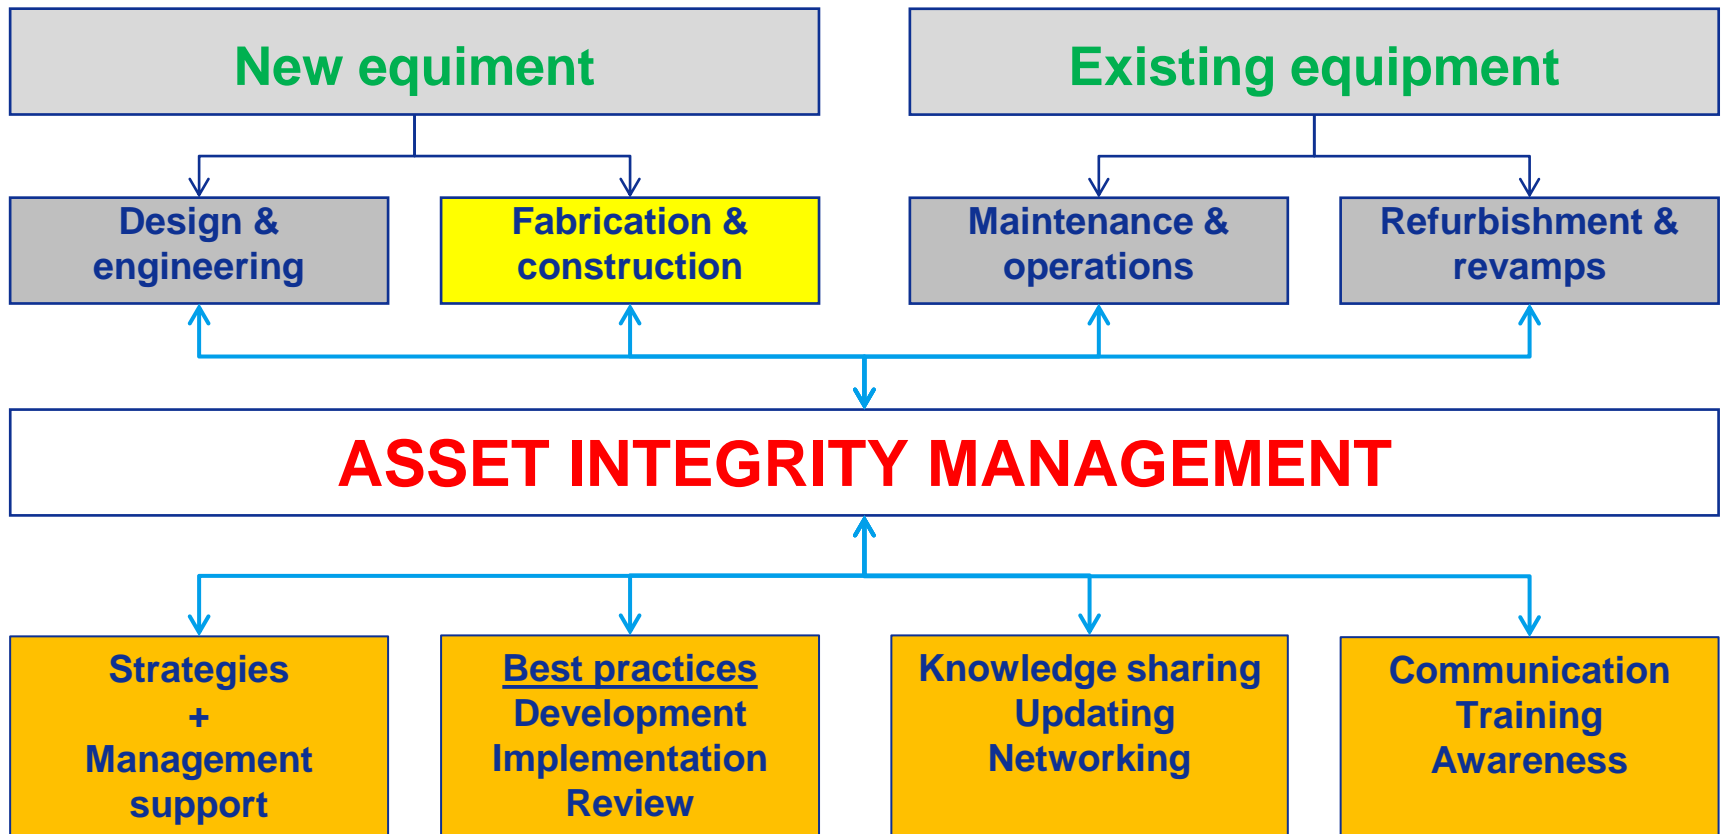 New equiment
Existing equipment
Design &
engineering
Fabrication &
construction
Maintenance &
operations
Refurbishment &
revamps
ASSET INTEGRITY MANAGEMENT
Strategies
+
Management
support
Best practices
Development
Implementation
Review
Knowledge sharing
Updating
Networking
Communication
Training
Awareness